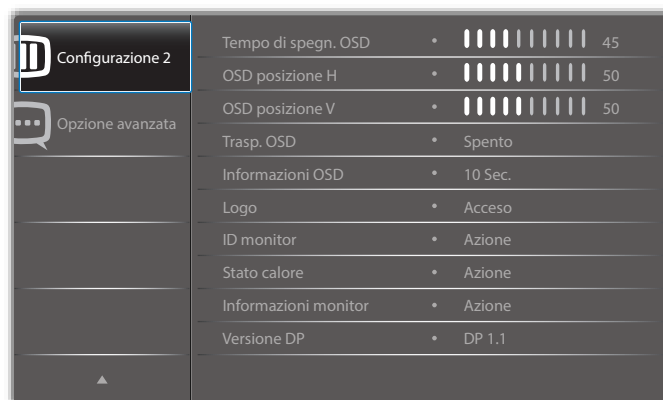 Configurazione 2
Opzione avanzata
Tempo di spegn. OSD • 45
OSD posizione H • 50
OSD posizione V • 50
Trasp. OSD • Spento
Informazioni OSD • 10 Sec.
Logo • Acceso
ID monitor • Azione
Stato calore • Azione
Informazioni monitor • Azione
Versione DP • DP 1.1